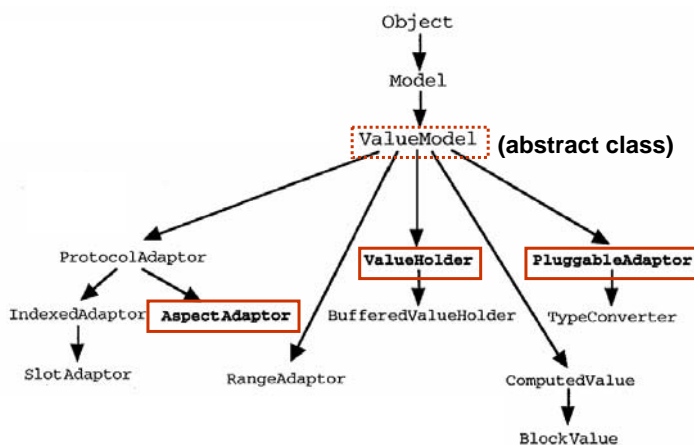 Object
Model
ValueModel (abstract class)
ProtocolAdaptor ValueHolder PluggableAdaptor
IndexedAdaptor AspectAdaptor BufferedValueHolder TypeConverter
SlotAdaptor RangeAdaptor ComputedValue
BlockValue